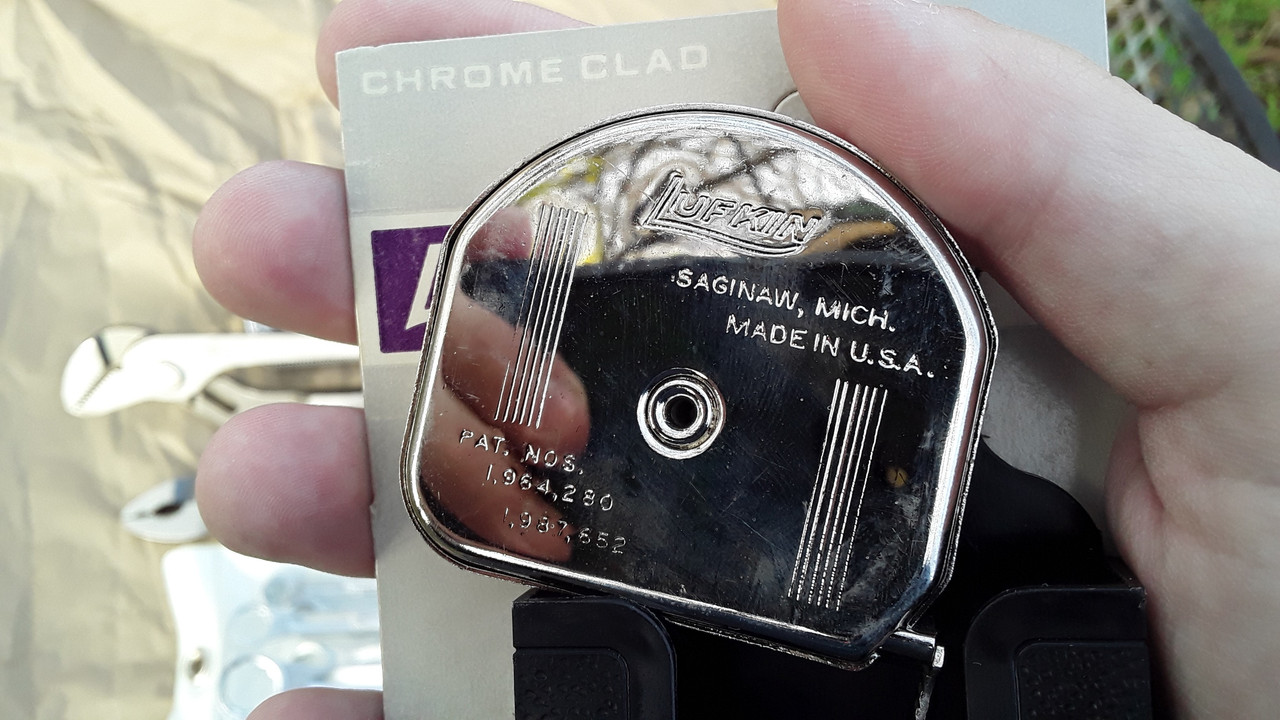 CHROME CLAD
LUFKIN
SAGINAW, MICH.
MADE IN U.S.A.
PAT. NOS.
1,964,280
1,987,652